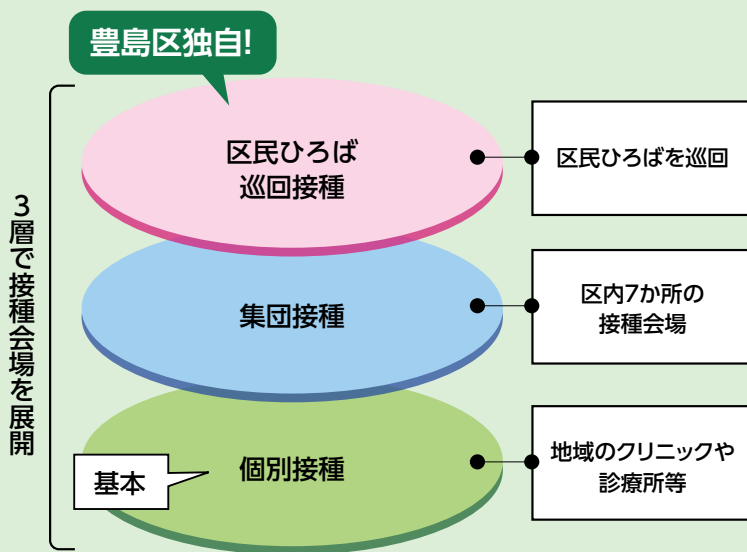 豊島区独自!
3層で接種会場を展開
区民ひろば
巡回接種
区民ひろばを巡回
集団接種
区内7か所の
接種会場
基本
個別接種
地域のクリニックや
診療所等